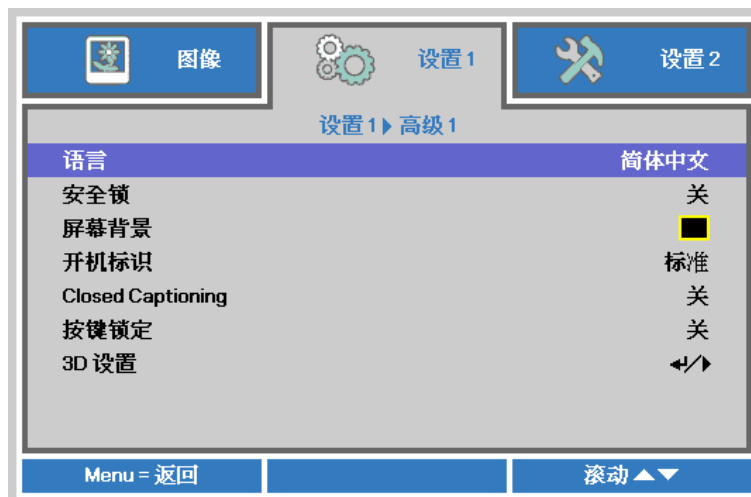 图像
设置 1
设置 2
设置 1 高级 1
语言 简体中文
安全锁 关
屏幕背景
开机标识 标准
Closed Captioning 关
按键锁定 关
3D 设置 /
Menu = 返回
滚动